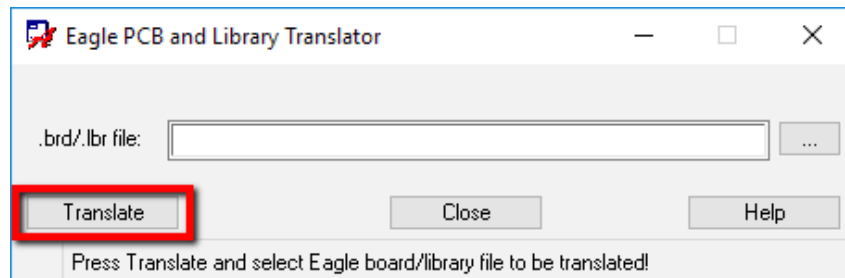 Eagle PCB and Library Translator
.brd/.lbr file:
...
Translate Close Help
Press Translate and select Eagle board/library file to be translated!